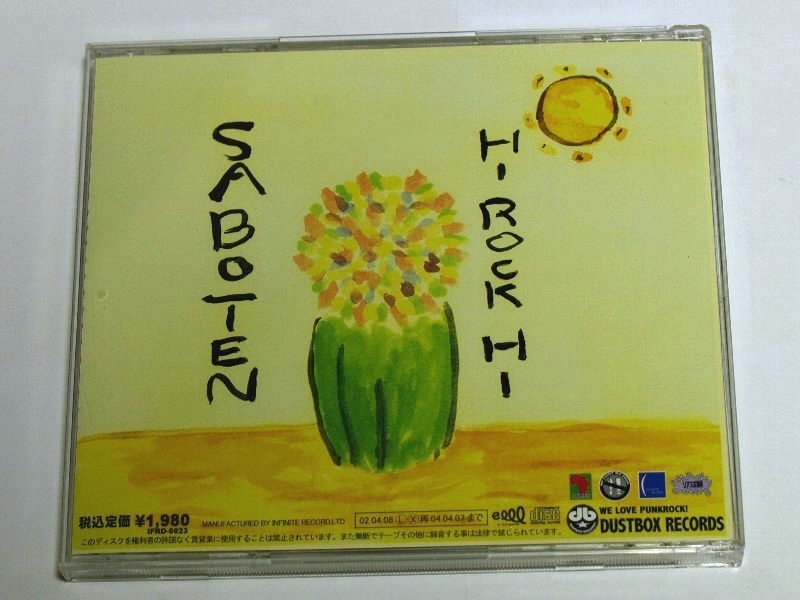 SABOTEN
HI ROCK HI
税込定価 ¥1,980
IFRD-0023
MANUFACTURED BY INFINITE RECORD.LTD
02.04.08 (L)(X)再04.04.07まで
WE LOVE PUNKROCK!
DUSTBOX RECORDS
このディスクを権利者の許諾なく賃貸業に使用することは禁止されています。また無断でテープその他に録音する事は法律で禁じられています。